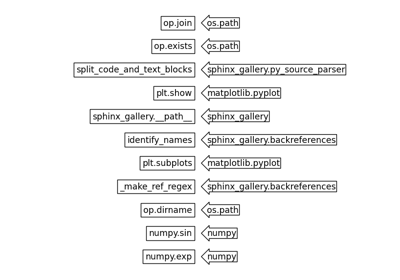 op.join os.path
op.exists os.path
split_code_and_text_blocks sphinx_gallery.py_source_parser
plt.show matplotlib.pyplot
sphinx_gallery.__path__ sphinx_gallery
identify_names sphinx_gallery.backreferences
plt.subplots matplotlib.pyplot
_make_ref_regex sphinx_gallery.backreferences
op.dirname os.path
numpy.sin numpy
numpy.exp numpy